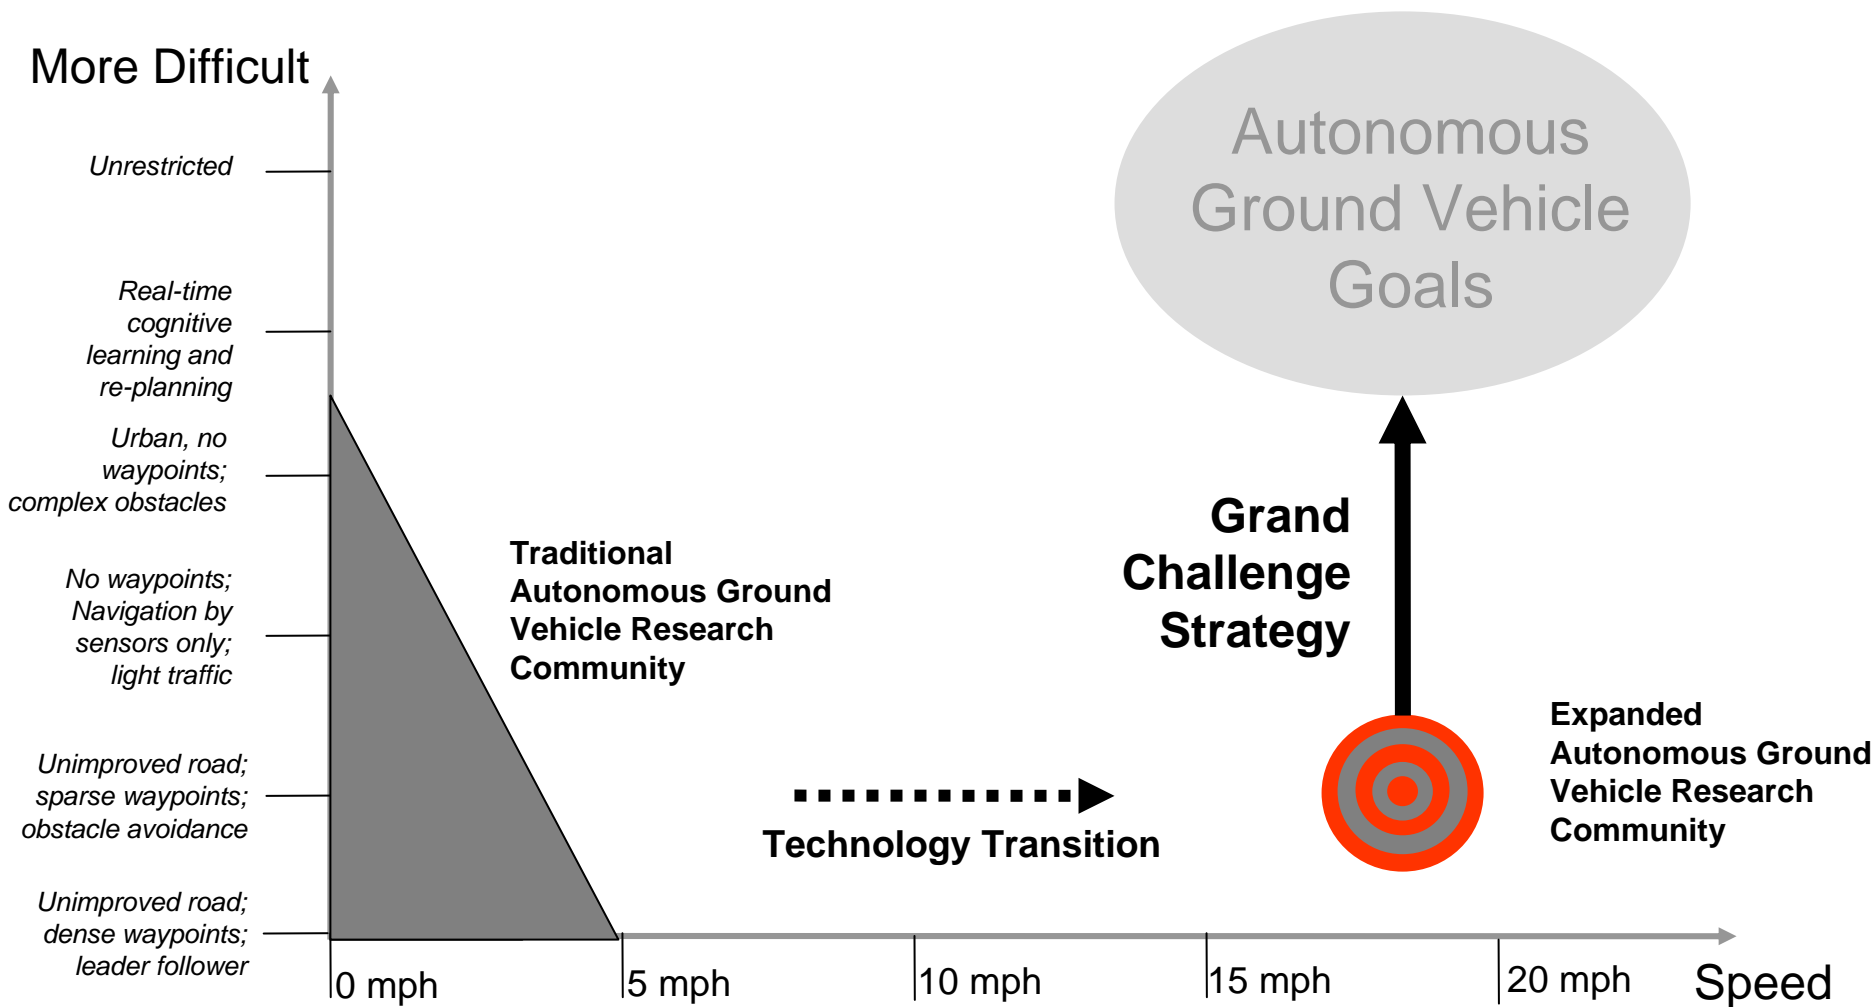 More Difficult
Unrestricted
Real-time
cognitive
learning and
re-planning
Urban, no
waypoints;
complex obstacles
No waypoints;
Navigation by
sensors only;
light traffic
Unimproved road;
sparse waypoints;
obstacle avoidance
Unimproved road;
dense waypoints;
leader follower
Traditional
Autonomous Ground
Vehicle Research
Community
Technology Transition
Autonomous
Ground Vehicle
Goals
Grand
Challenge
Strategy
Expanded
Autonomous Ground
Vehicle Research
Community
0 mph
5 mph
10 mph
15 mph
20 mph
Speed